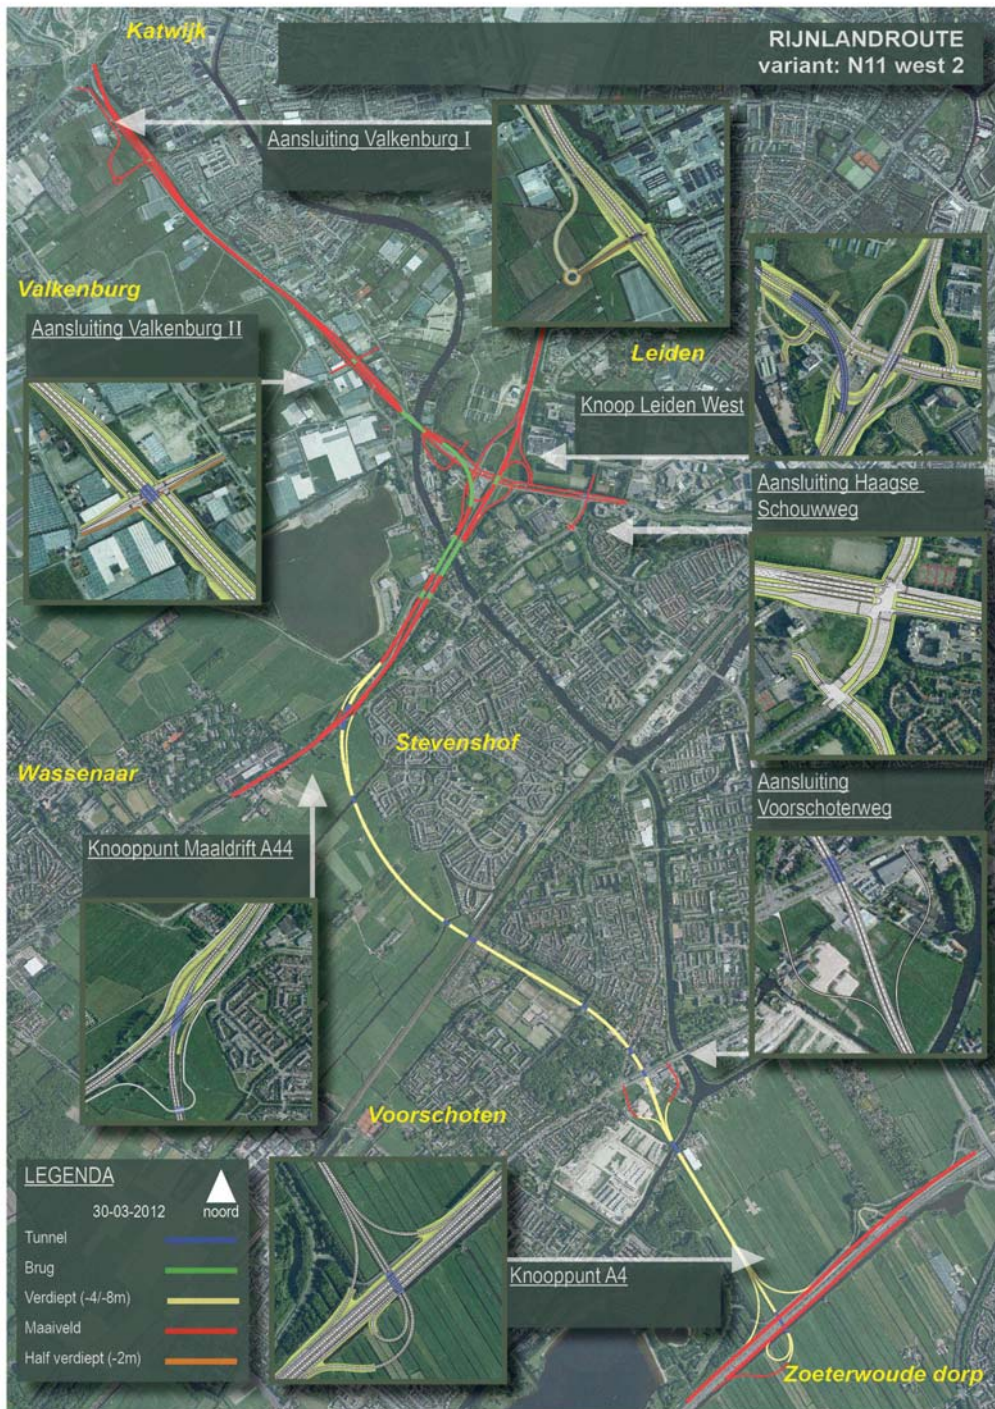 Katwijk
RIJNLANDROUTE
variant: N11 west 2
Aansluiting Valkenburg I
Valkenburg
Aansluiting Valkenburg II
Leiden
Knoop Leiden West
Aansluiting Haagse
Schouwweg
Stevenshof
Wassenaar
Aansluiting
Voorschoterweg
Knooppunt Maaldrift A44
Voorschoten
LEGENDA
30-03-2012
noord
Tunnel
Brug
Verdiept (-4/-8m)
Maaiveld
Half verdiept (-2m)
Knooppunt A4
Zoeterwoude dorp